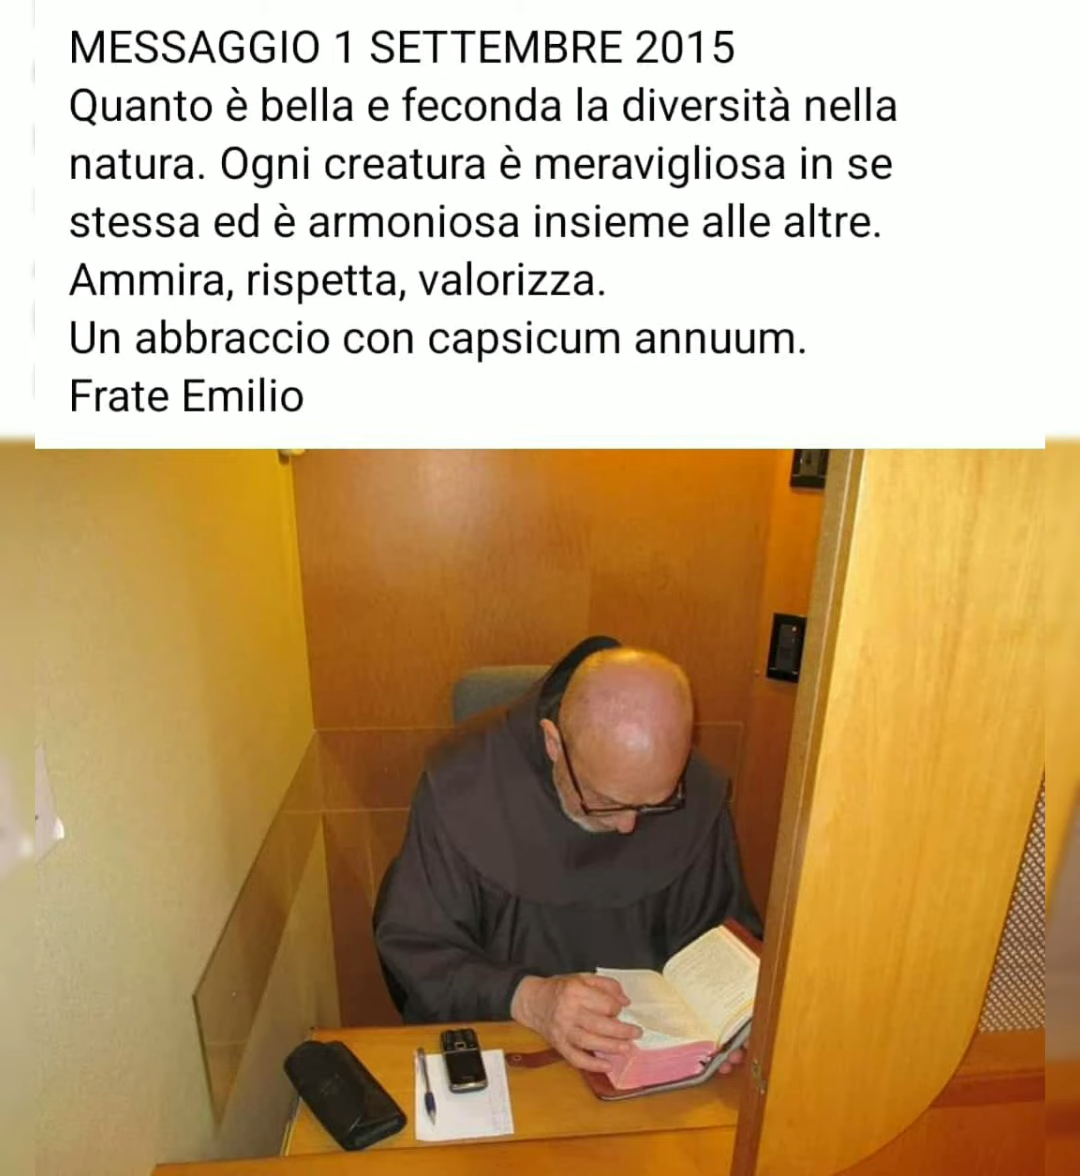 MESSAGGIO 1 SETTEMBRE 2015
Quanto è bella e feconda la diversità nella
natura. Ogni creatura è meravigliosa in se
stessa ed è armoniosa insieme alle altre.
Ammira, rispetta, valorizza.
Un abbraccio con capsicum annuum.
Frate Emilio